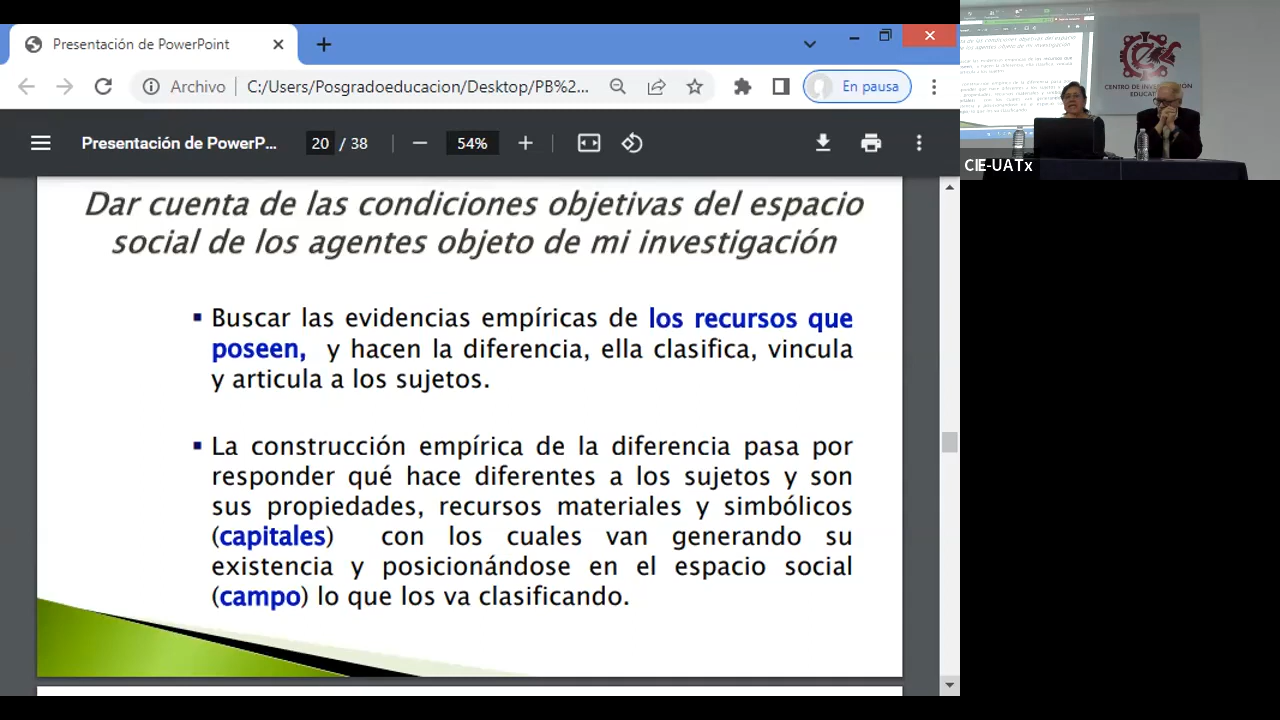 Presentación de PowerPoint
Archivo
C:/Users/Posgradoeducacion/Desktop/PB%2...
En pausa
Presentación de PowerP...
20 / 38
54%
Dar cuenta de las condiciones objetivas del espacio
social de los agentes objeto de mi investigación
▪ Buscar las evidencias empíricas de los recursos que
poseen, y hacen la diferencia, ella clasifica, vincula
y articula a los sujetos.
▪ La construcción empírica de la diferencia pasa por
responder qué hace diferentes a los sujetos y son
sus propiedades, recursos materiales y simbólicos
(capitales) con los cuales van generando su
existencia y posicionándose en el espacio social
(campo) lo que los va clasificando.
CENTRO DE INVESTIGACIÓN
CIE-UATx